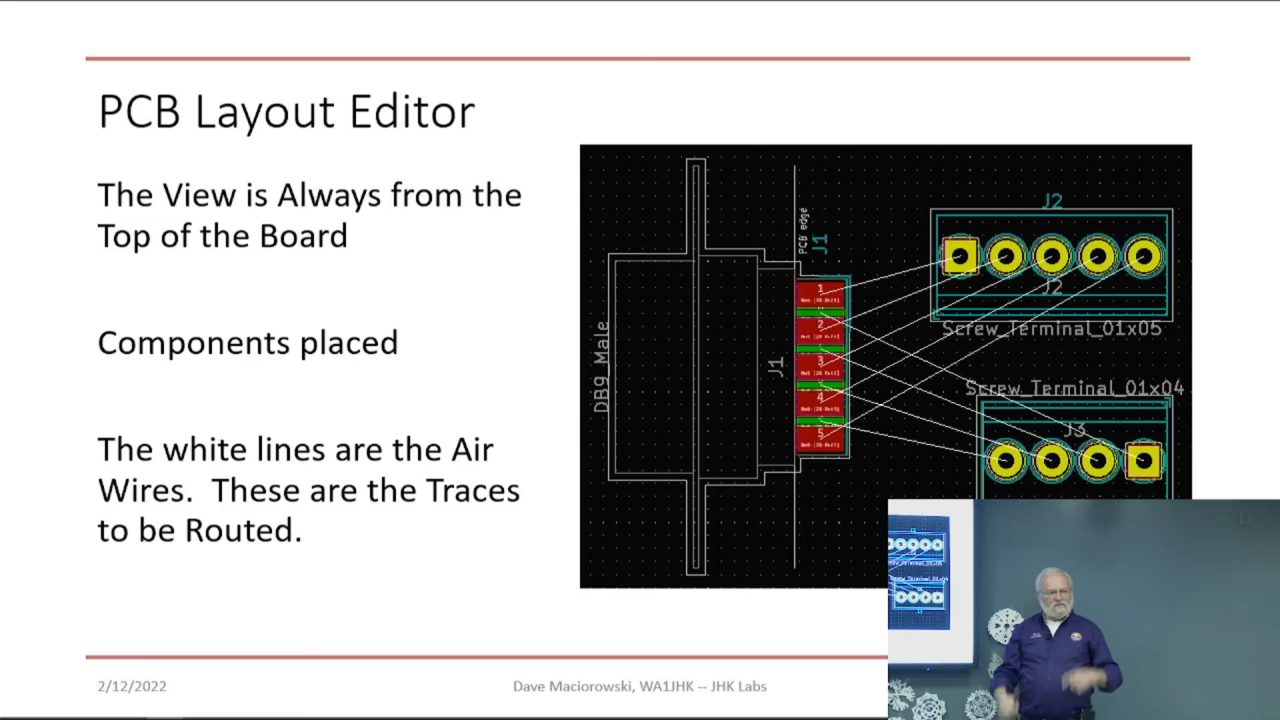 PCB Layout Editor
The View is Always from the
Top of the Board
Components placed
The white lines are the Air
Wires.  These are the Traces
to be Routed.
DB9_Male
J1
PCB edge
J1
1
2
3
4
5
J2
J2
Screw_Terminal_01x05
Screw_Terminal_01x04
J3
2/12/2022
Dave Maciorowski, WA1JHK -- JHK Labs